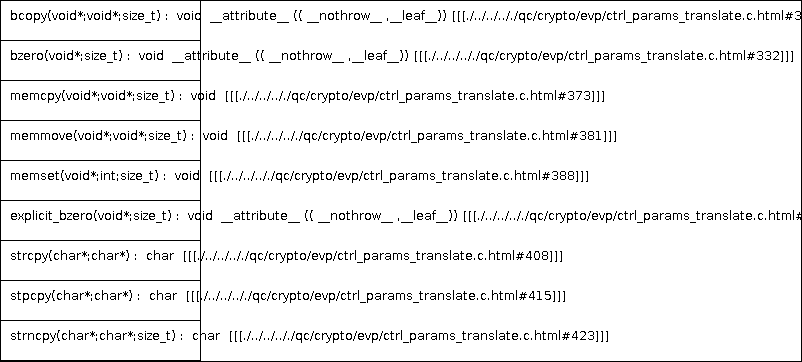 bcopy(void*;void*;size_t) : void __attribute__ (( __nothrow__ ,__leaf__)) [[[./../../../../qc/crypto/evp/ctrl_params_translate.c.html#3
bzero(void*;size_t) : void __attribute__ (( __nothrow__ ,__leaf__)) [[[./../../../../qc/crypto/evp/ctrl_params_translate.c.html#332]]]
memcpy(void*;void*;size_t) : void [[[./../../../../qc/crypto/evp/ctrl_params_translate.c.html#373]]]
memmove(void*;void*;size_t) : void [[[./../../../../qc/crypto/evp/ctrl_params_translate.c.html#381]]]
memset(void*;int;size_t) : void [[[./../../../../qc/crypto/evp/ctrl_params_translate.c.html#388]]]
explicit_bzero(void*;size_t) : void __attribute__ (( __nothrow__ ,__leaf__)) [[[./../../../../qc/crypto/evp/ctrl_params_translate.c.html#
strcpy(char*;char*) : char [[[./../../../../qc/crypto/evp/ctrl_params_translate.c.html#408]]]
stpcpy(char*;char*) : char [[[./../../../../qc/crypto/evp/ctrl_params_translate.c.html#415]]]
strncpy(char*;char*;size_t) : char [[[./../../../../qc/crypto/evp/ctrl_params_translate.c.html#423]]]